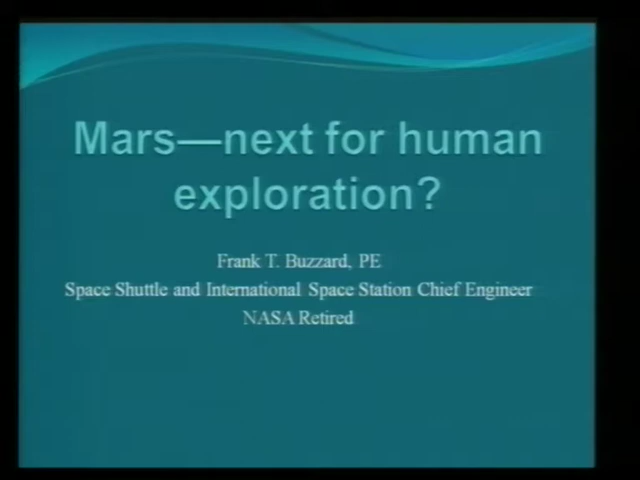 Mars—next for human
exploration?
Frank T. Buzzard, PE
Space Shuttle and International Space Station Chief Engineer
NASA Retired